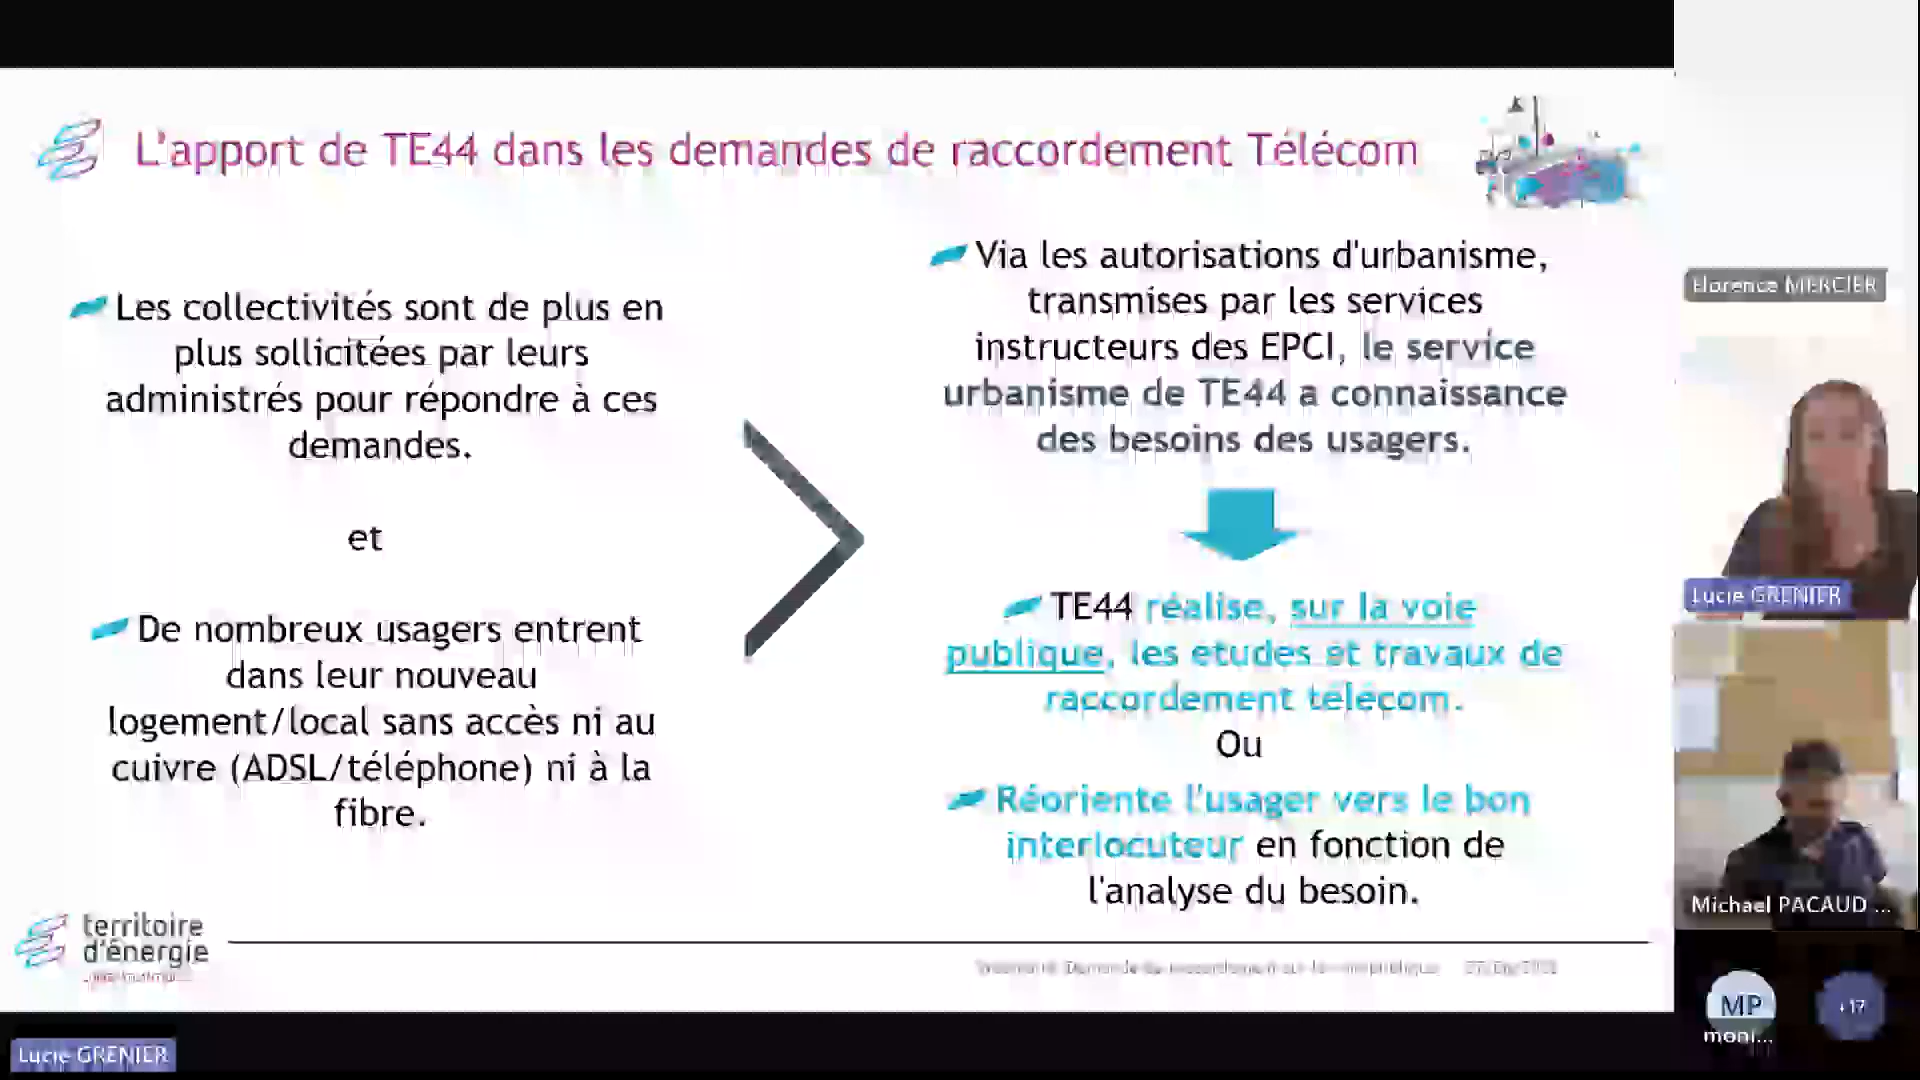 L'apport de TE44 dans les demandes de raccordement Télécom
Les collectivités sont de plus en
plus sollicitées par leurs
administrés pour répondre à ces
demandes.
et
De nombreux usagers entrent
dans leur nouveau
logement/local sans accès ni au
cuivre (ADSL/téléphone) ni à la
fibre.
Via les autorisations d'urbanisme,
transmises par les services
instructeurs des EPCI, le service
urbanisme de TE44 a connaissance
des besoins des usagers.
TE44 réalise, sur la voie
publique, les etudes et travaux de
raccordement télécom.
Ou
Réoriente l'usager vers le bon
interlocuteur en fonction de
l'analyse du besoin.
territoire
d'énergie
Florence MERCIER
Lucie GRENIER
Michael PACAUD ...
MP
+17
moni...
Lucie GRENIER